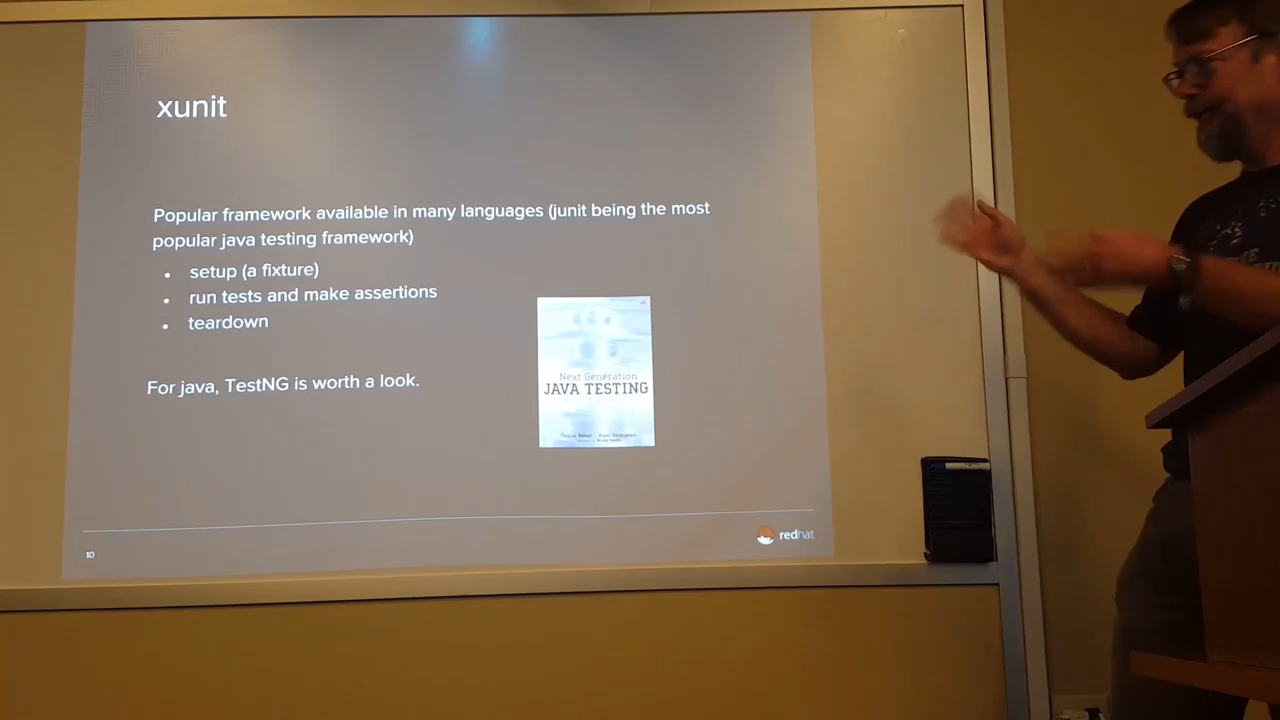 xunit
Popular framework available in many languages (junit being the most
popular java testing framework)
setup (a fixture)
run tests and make assertions
teardown
For java, TestNG is worth a look.
Next Generation
JAVA TESTING
10
redhat